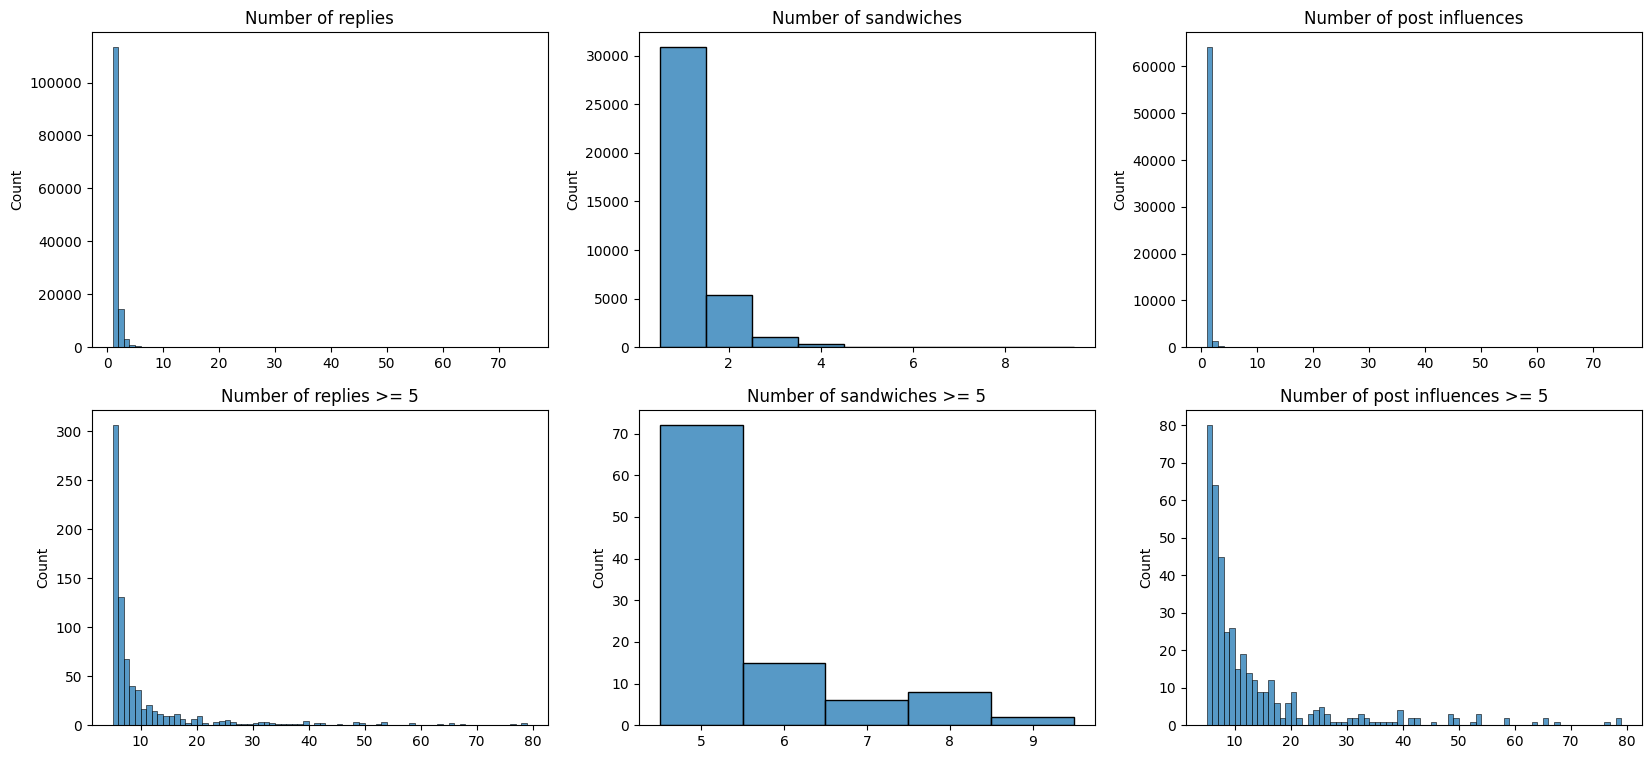 Number of replies
Count
100000
80000
60000
40000
20000
0
0 10 20 30 40 50 60 70
Number of sandwiches
Count
30000
25000
20000
15000
10000
5000
0
2 4 6 8
Number of post influences
Count
60000
50000
40000
30000
20000
10000
0
0 10 20 30 40 50 60 70
Number of replies >= 5
Count
300
250
200
150
100
50
0
10 20 30 40 50 60 70 80
Number of sandwiches >= 5
Count
70
60
50
40
30
20
10
0
5 6 7 8 9
Number of post influences >= 5
Count
80
70
60
50
40
30
20
10
0
10 20 30 40 50 60 70 80